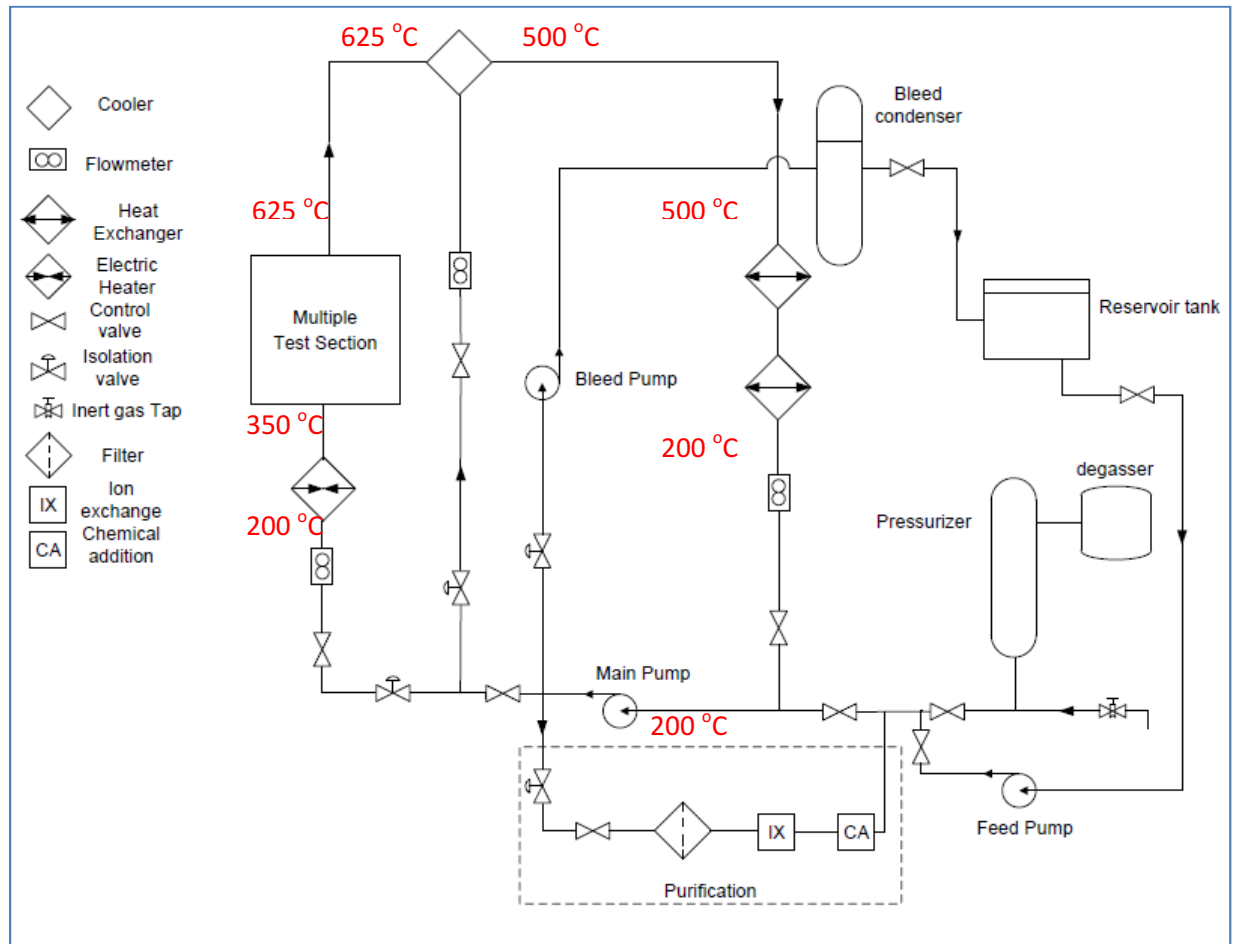 625 °C
500 °C
Cooler
Flowmeter
Heat
Exchanger
Electric
Heater
Control
valve
Isolation
valve
Inert gas Tap
Filter
IX
Ion
exchange
CA
Chemical
addition
625 °C
Multiple
Test Section
350 °C
200 °C
Bleed
condenser
500 °C
Bleed Pump
200 °C
Reservoir tank
degasser
Pressurizer
Main Pump
200 °C
Feed Pump
IX
CA
Purification